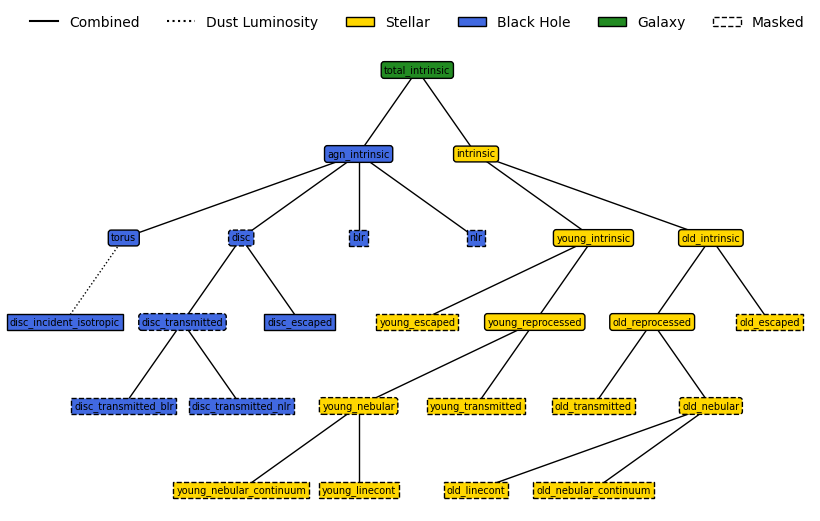 Combined
Dust Luminosity
Stellar
Black Hole
Galaxy
Masked
total_intrinsic
agn_intrinsic
intrinsic
torus
disc
blr
nlr
young_intrinsic
old_intrinsic
disc_incident_isotropic
disc_transmitted
disc_escaped
young_escaped
young_reprocessed
old_reprocessed
old_escaped
disc_transmitted_blr
disc_transmitted_nlr
young_nebular
young_transmitted
old_transmitted
old_nebular
young_nebular_continuum
young_linecont
old_linecont
old_nebular_continuum